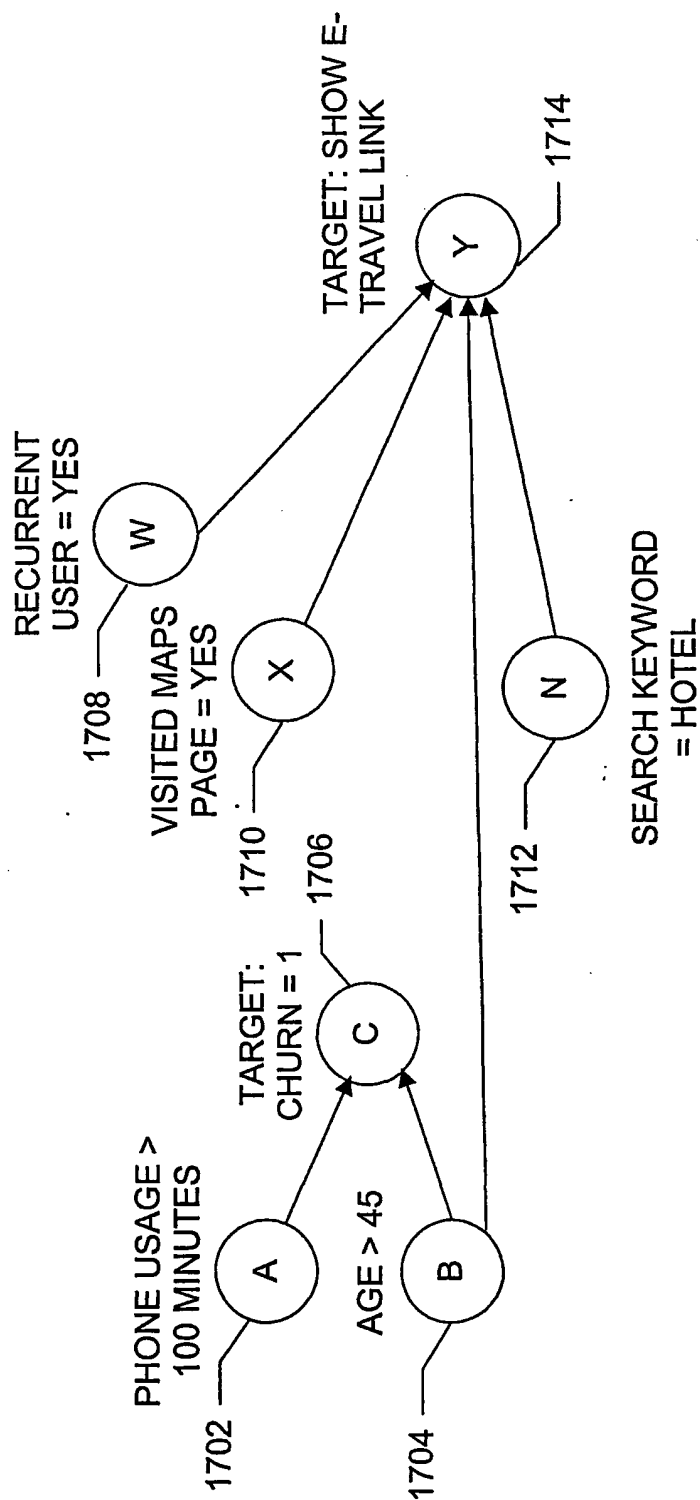 PHONE USAGE >
100 MINUTES
1702
A
AGE > 45
1704
B
TARGET:
CHURN = 1
1706
C
RECURRENT
USER = YES
1708
W
VISITED MAPS
PAGE = YES
1710
X
1712
N
SEARCH KEYWORD
= HOTEL
TARGET: SHOW E-
TRAVEL LINK
Y
1714